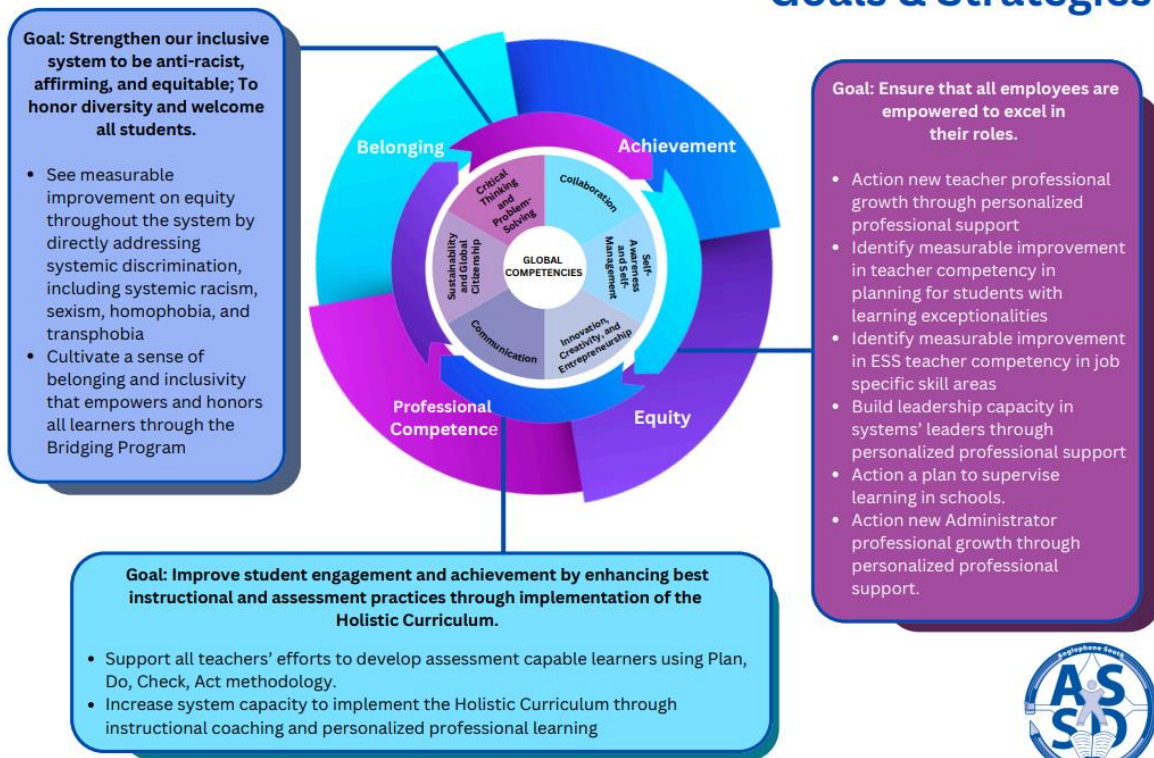 Goals & Strategies
Goal: Strengthen our inclusive
system to be anti-racist,
affirming, and equitable; To
honor diversity and welcome
all students.
• See measurable
improvement on equity
throughout the system by
directly addressing
systemic discrimination,
including systemic racism,
sexism, homophobia, and
transphobia
• Cultivate a sense of
belonging and inclusivity
that empowers and honors
all learners through the
Bridging Program
Belonging
Achievement
Equity
Professional
Competence
GLOBAL
COMPETENCIES
Critical
Thinking
and
Problem-
Solving
Collaboration
Self-
Awareness
and Self-
Management
Innovation,
Creativity, and
Entrepreneurship
Communication
Sustainability
and Global
Citizenship
Goal: Ensure that all employees are
empowered to excel in
their roles.
• Action new teacher professional
growth through personalized
professional support
• Identify measurable improvement
in teacher competency in
planning for students with
learning exceptionalities
• Identify measurable improvement
in ESS teacher competency in job
specific skill areas
• Build leadership capacity in
systems' leaders through
personalized professional support
• Action a plan to supervise
learning in schools.
• Action new Administrator
professional growth through
personalized professional
support.
Goal: Improve student engagement and achievement by enhancing best
instructional and assessment practices through implementation of the
Holistic Curriculum.
• Support all teachers' efforts to develop assessment capable learners using Plan,
Do, Check, Act methodology.
• Increase system capacity to implement the Holistic Curriculum through
instructional coaching and personalized professional learning
Anglophone South
AS
SD